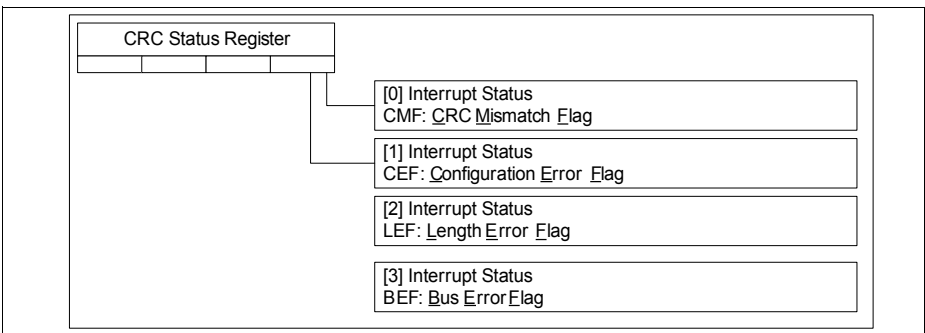 CRC Status Register
[0] Interrupt Status
CMF: CRC Mismatch Flag
[1] Interrupt Status
CEF: Configuration Error Flag
[2] Interrupt Status
LEF: Length Error Flag
[3] Interrupt Status
BEF: Bus Error Flag